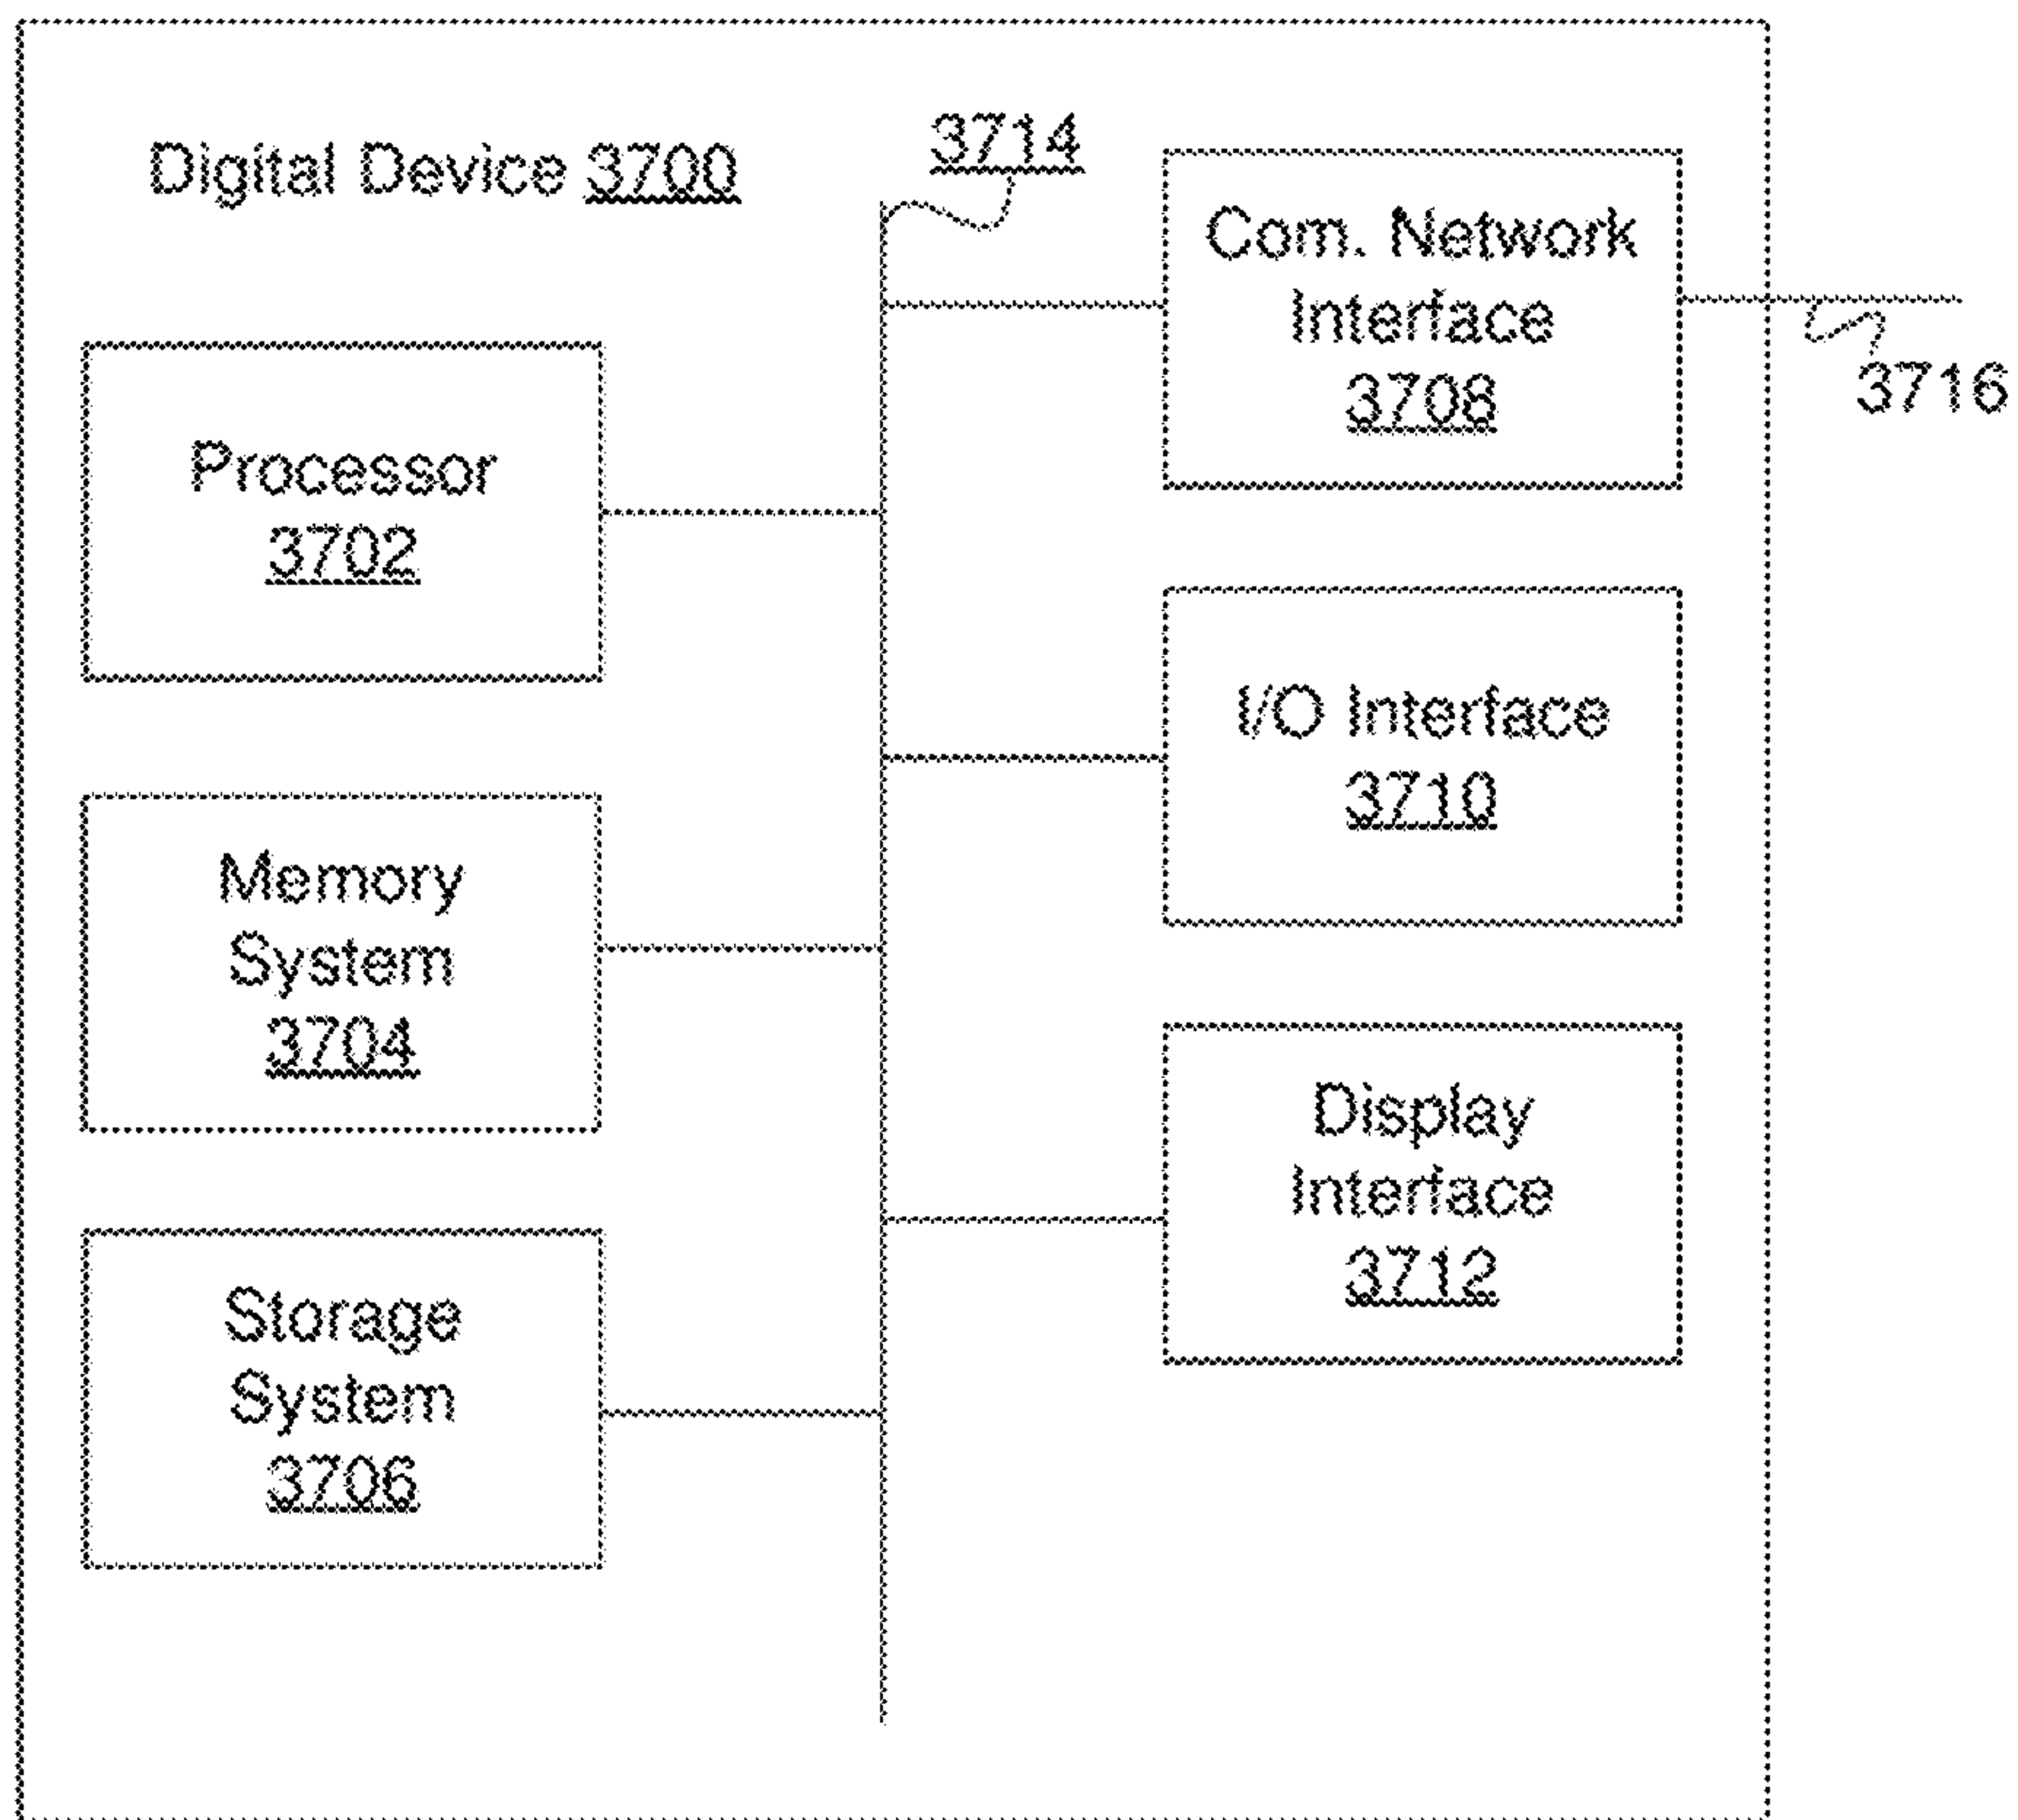 Digital Device 3700
3714
Processor
3702
Memory
System
3704
Storage
System
3706
Com. Network
Interface
3708
3716
I/O Interface
3710
Display
Interface
3712